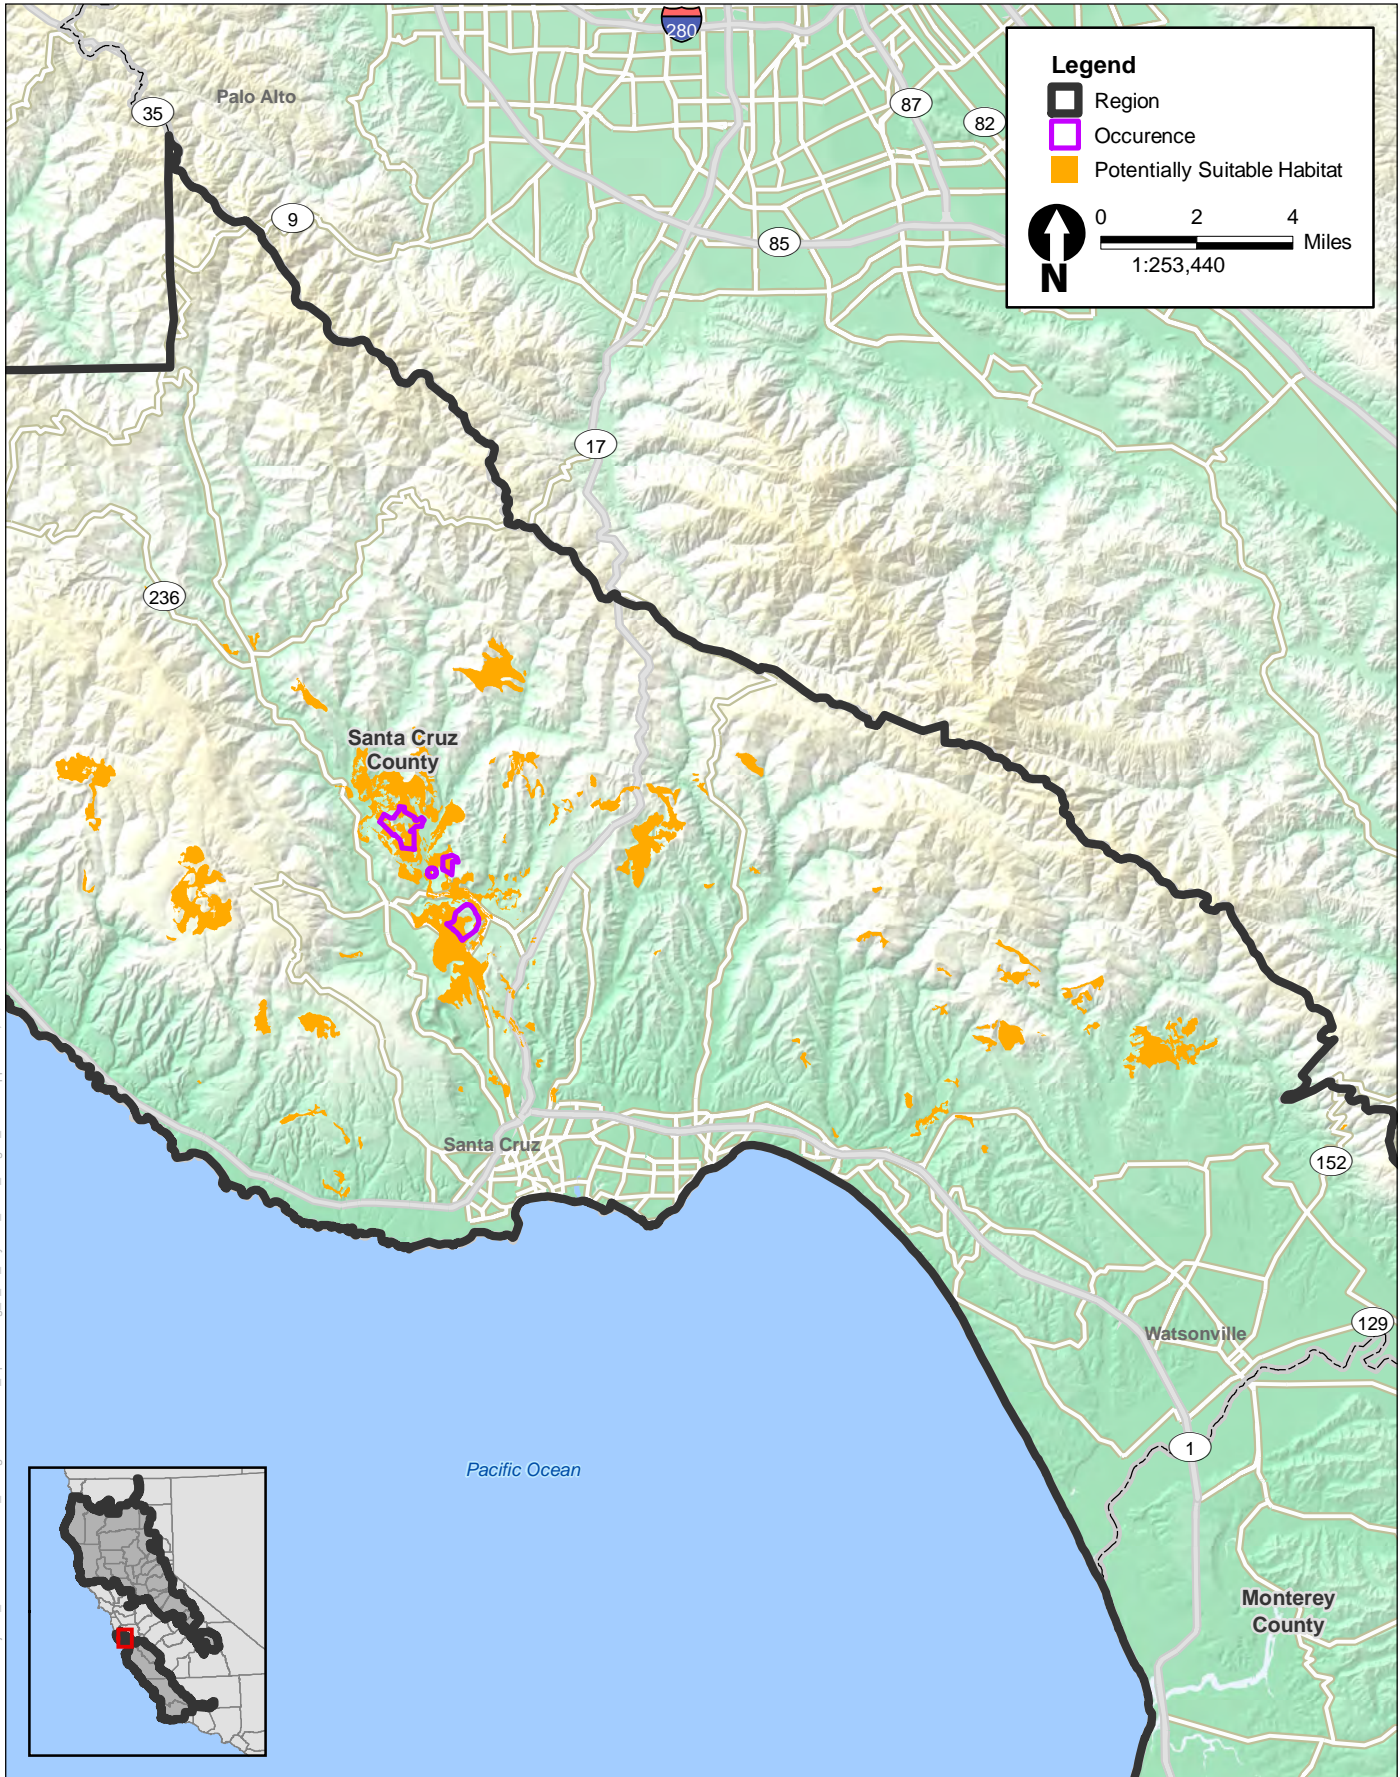 280
Legend
Region
Occurence
Potentially Suitable Habitat
0 2 4
Miles
1:253,440
N
Palo Alto
35
87
82
9
85
17
236
Santa Cruz
County
Santa Cruz
152
129
Watsonville
1
Pacific Ocean
Monterey
County